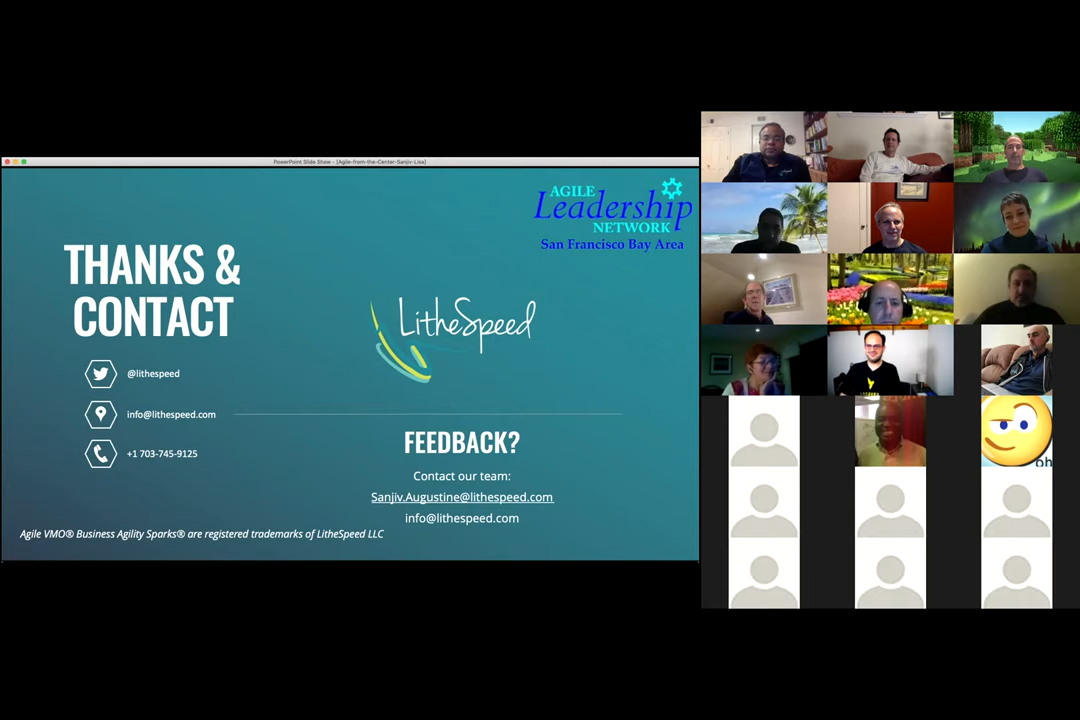 PowerPoint Slide Show - [Agile-from-the-Center-Sanjiv-Lisa]
AGILE
Leadership
NETWORK
San Francisco Bay Area
THANKS &
CONTACT
LitheSpeed
@lithespeed
info@lithespeed.com
+1 703-745-9125
FEEDBACK?
Contact our team:
Sanjiv.Augustine@lithespeed.com
info@lithespeed.com
Agile VMO® Business Agility Sparks® are registered trademarks of LitheSpeed LLC
oh